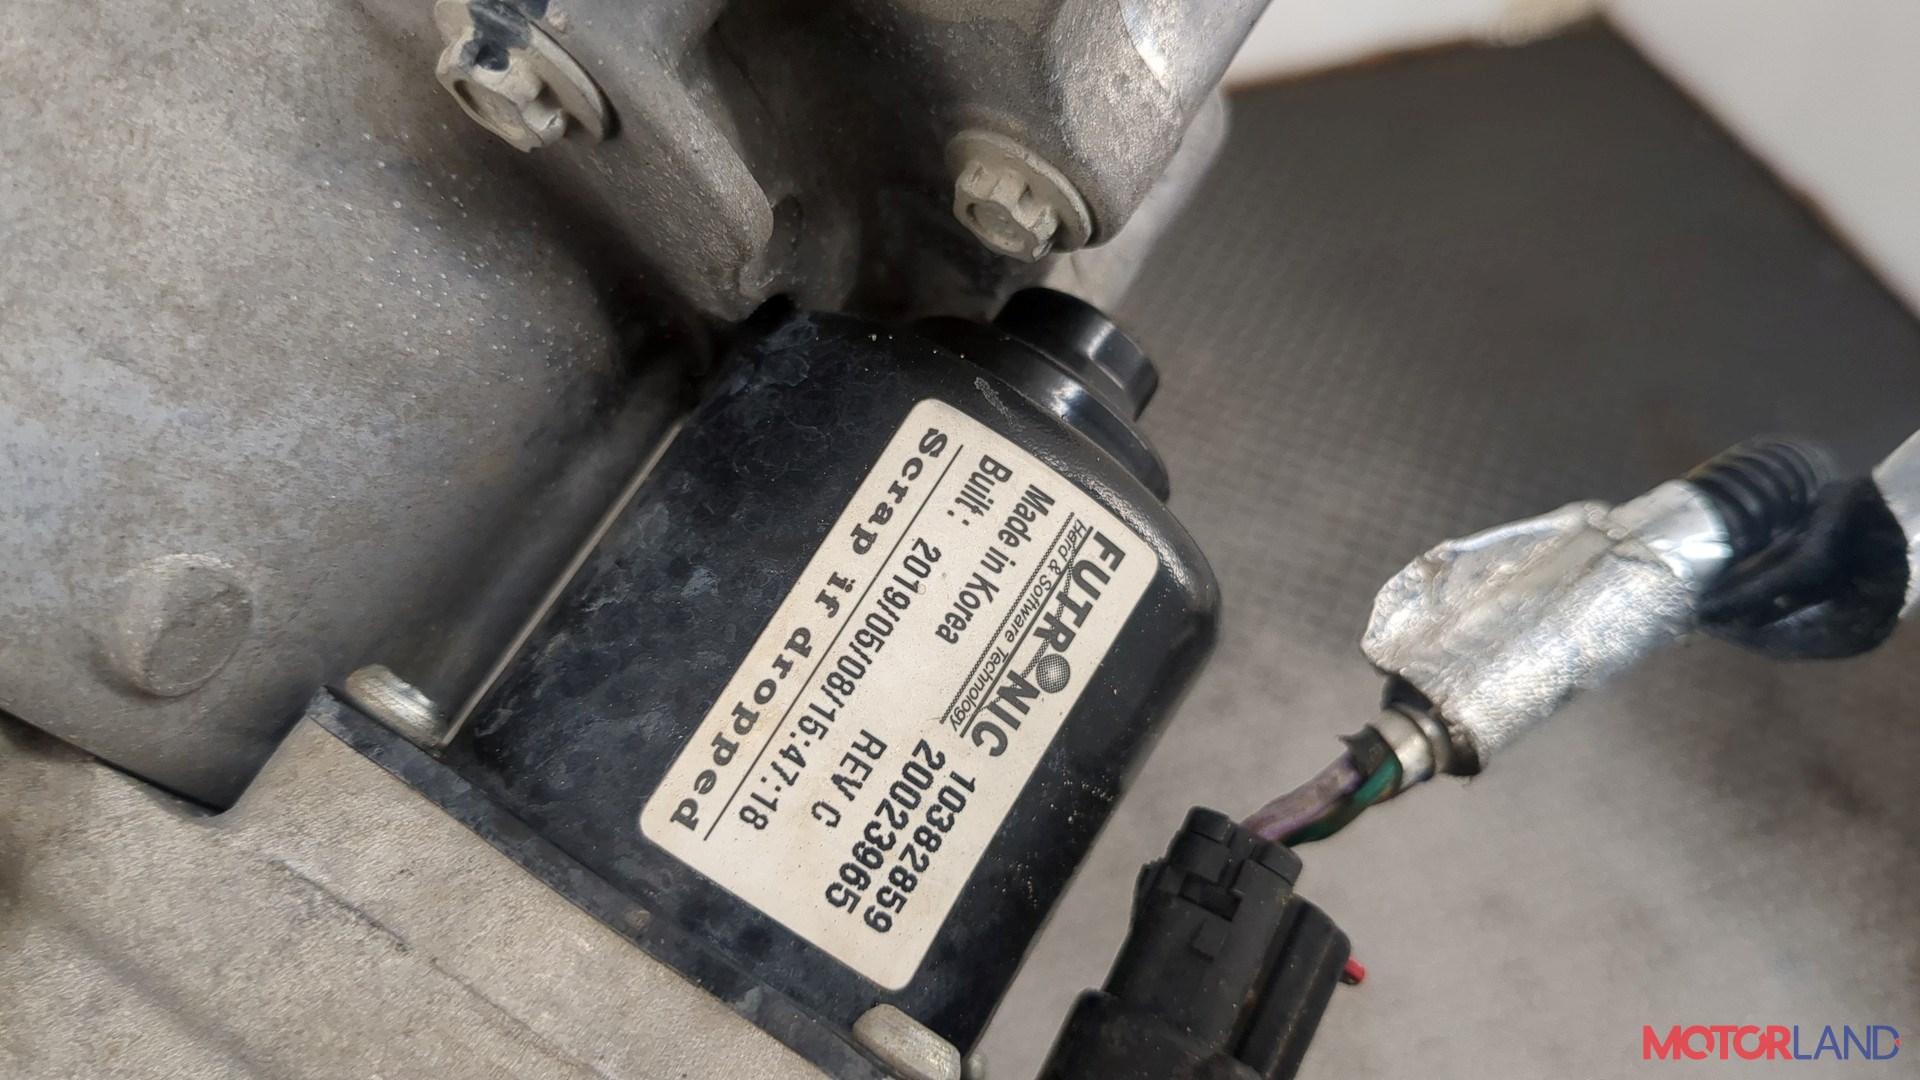 FUTRONIC
Hard & Software Technology
10382859
20023965
Made in Korea
REV C
Built: 2019/05/08/15:47:18
Scrap if dropped
MOTORLAND